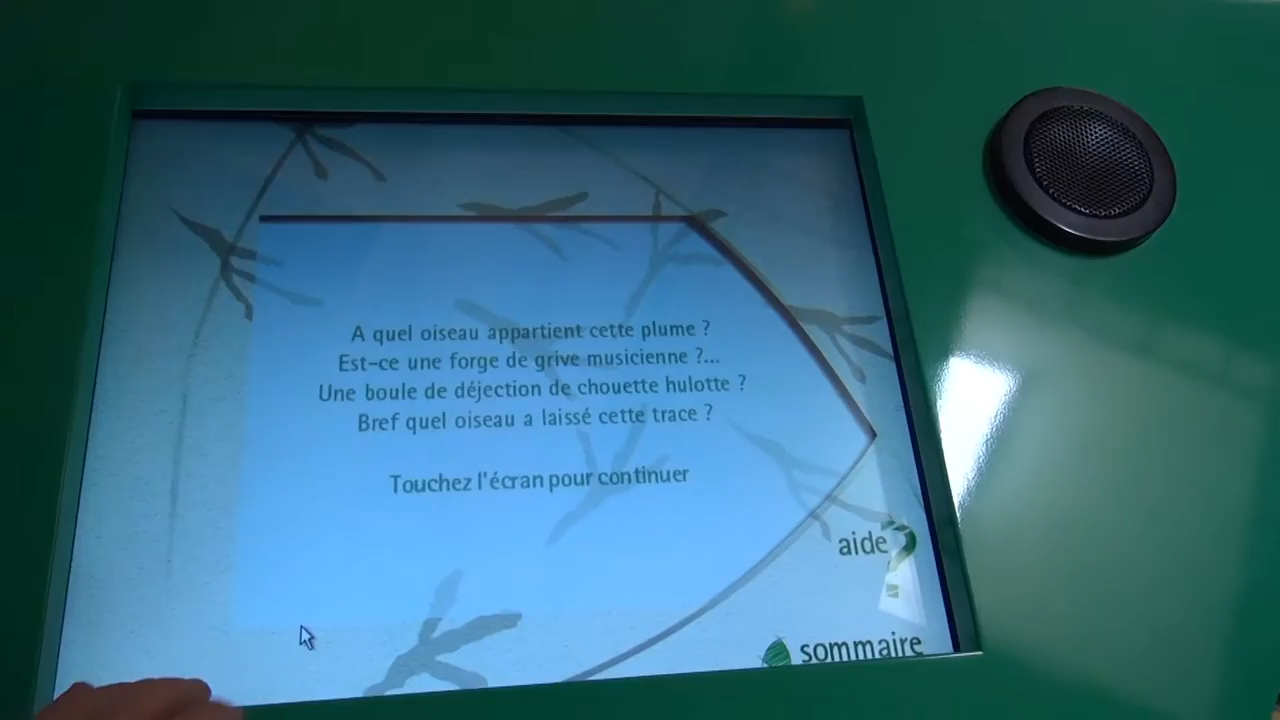 A quel oiseau appartient cette plume ?
Est-ce une forge de grive musicienne ?...
Une boule de déjection de chouette hulotte ?
Bref quel oiseau a laissé cette trace ?
Touchez l'écran pour continuer
aide?
sommaire